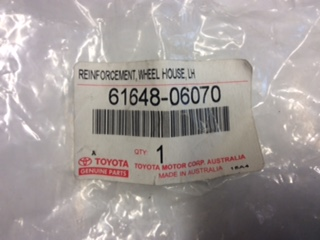 REINFORCEMENT, WHEEL HOUSE, LH
61648-06070
A
QTY:
1
TOYOTA
GENUINE PARTS
TOYOTA MOTOR CORP. AUSTRALIA
MADE IN AUSTRALIA